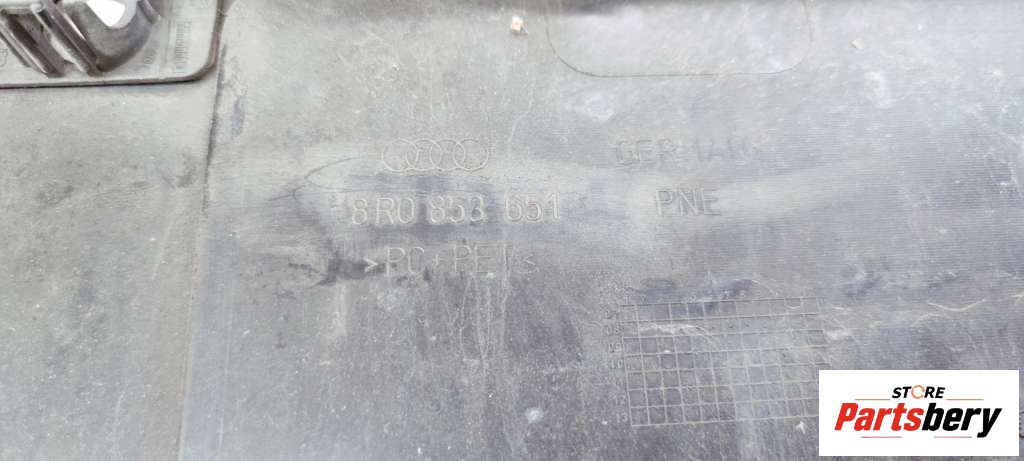 GERMANY
8R0 853 651
PNE
>PC+PET<
STORE
Partsbery